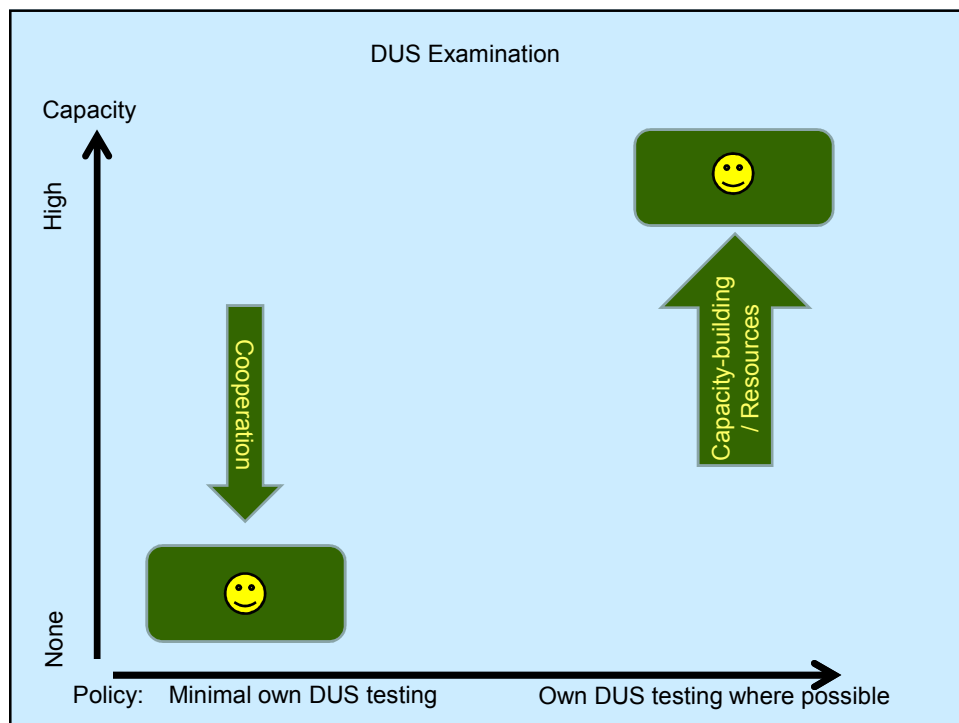 DUS Examination
Capacity
High
Cooperation
Capacity-building
/ Resources
None
Policy: Minimal own DUS testing Own DUS testing where possible